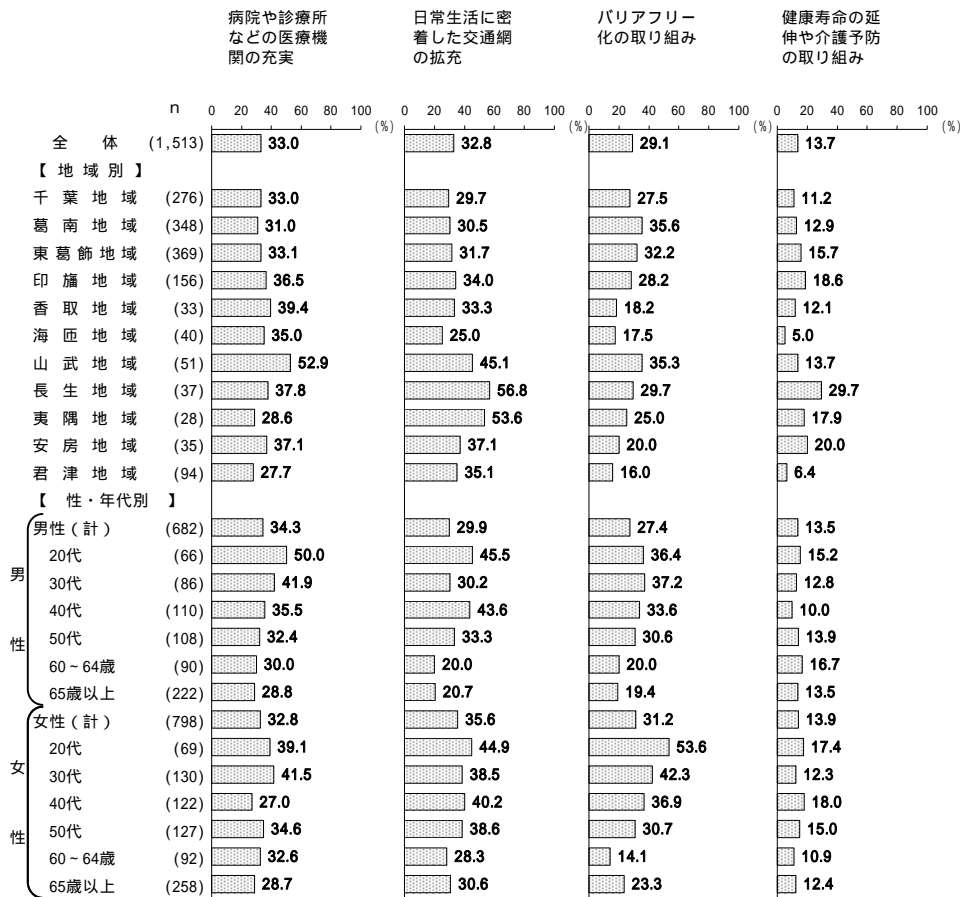 病院や診療所
などの医療機
関の充実
日常生活に密
着した交通網
の拡充
バリアフリー
化の取り組み
健康寿命の延
伸や介護予防
の取り組み
n 0 20 40 60 80 100 0 20 40 60 80 100 0 20 40 60 80 100 0 20 40 60 80 100
(%) (%) (%) (%)
全体 (1,513) 33.0 32.8 29.1 13.7
【地域別】
千葉地域 (276) 33.0 29.7 27.5 11.2
葛南地域 (348) 31.0 30.5 35.6 12.9
東葛飾地域 (369) 33.1 31.7 32.2 15.7
印旛地域 (156) 36.5 34.0 28.2 18.6
香取地域 (33) 39.4 33.3 18.2 12.1
海匝地域 (40) 35.0 25.0 17.5 5.0
山武地域 (51) 52.9 45.1 35.3 13.7
長生地域 (37) 37.8 56.8 29.7 29.7
夷隅地域 (28) 28.6 53.6 25.0 17.9
安房地域 (35) 37.1 37.1 20.0 20.0
君津地域 (94) 27.7 35.1 16.0 6.4
【性・年代別】
男性(計) (682) 34.3 29.9 27.4 13.5
20代 (66) 50.0 45.5 36.4 15.2
男
30代 (86) 41.9 30.2 37.2 12.8
40代 (110) 35.5 43.6 33.6 10.0
50代 (108) 32.4 33.3 30.6 13.9
性
60~64歳 (90) 30.0 20.0 20.0 16.7
65歳以上 (222) 28.8 20.7 19.4 13.5
女性(計) (798) 32.8 35.6 31.2 13.9
20代 (69) 39.1 44.9 53.6 17.4
女
30代 (130) 41.5 38.5 42.3 12.3
40代 (122) 27.0 40.2 36.9 18.0
50代 (127) 34.6 38.6 30.7 15.0
性
60~64歳 (92) 32.6 28.3 14.1 10.9
65歳以上 (258) 28.7 30.6 23.3 12.4